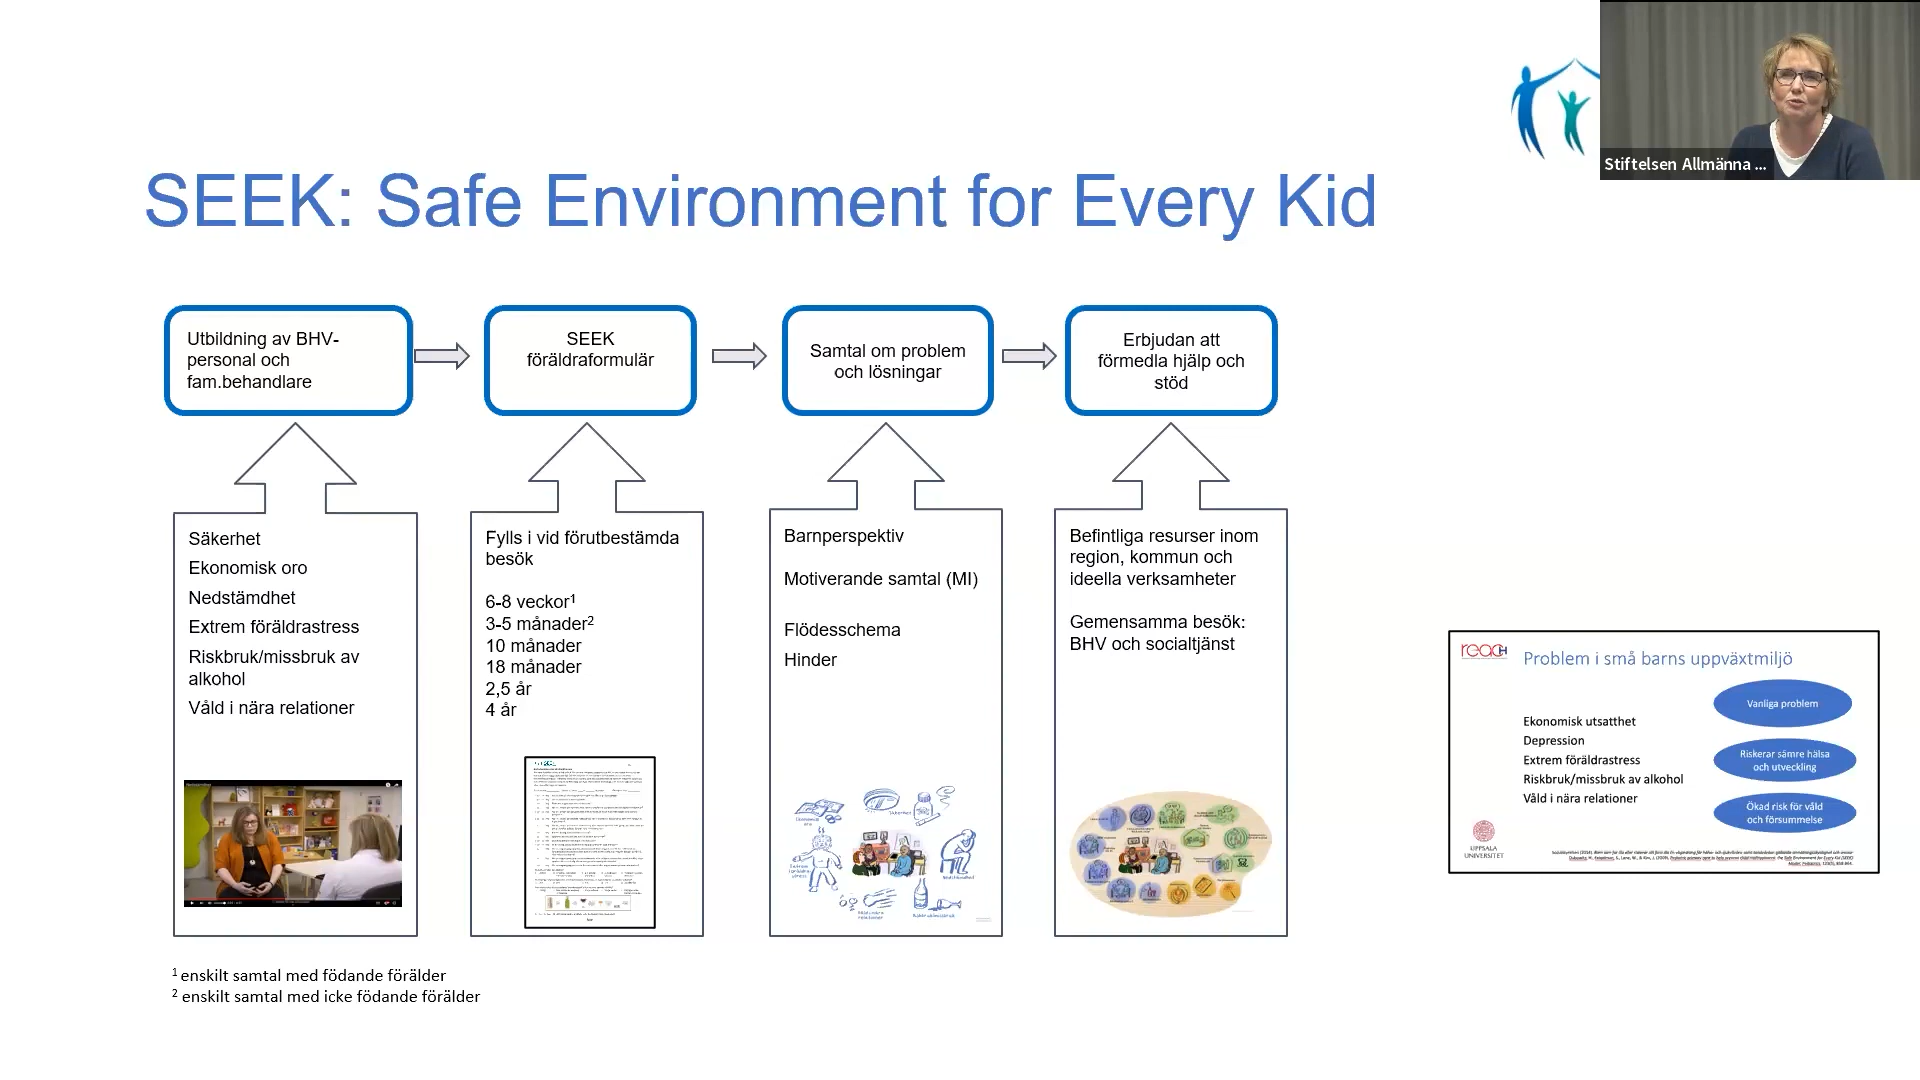 Stiftelsen Allmänna ...
SEEK: Safe Environment for Every Kid
Utbildning av BHV-
personal och
fam.behandlare
SEEK
föräldraformulär
Samtal om problem
och lösningar
Erbjudan att
förmedla hjälp och
stöd
Säkerhet
Ekonomisk oro
Nedstämdhet
Extrem föräldrastress
Riskbruk/missbruk av
alkohol
Våld i nära relationer
Fylls i vid förutbestämda
besök
6-8 veckor¹
3-5 månader²
10 månader
18 månader
2,5 år
4 år
SEEK
Barnperspektiv
Motiverande samtal (MI)
Flödesschema
Hinder
Befintliga resurser inom
region, kommun och
ideella verksamheter
Gemensamma besök:
BHV och socialtjänst
reacH
Problem i små barns uppväxtmiljö
Vanliga problem
Ekonomisk utsatthet
Depression
Extrem föräldrastress
Riskbruk/missbruk av alkohol
Våld i nära relationer
Riskerar sämre hälsa
och utveckling
Ökad risk för våld
och försummelse
UPPSALA
UNIVERSITET
¹ enskilt samtal med födande förälder
² enskilt samtal med icke födande förälder